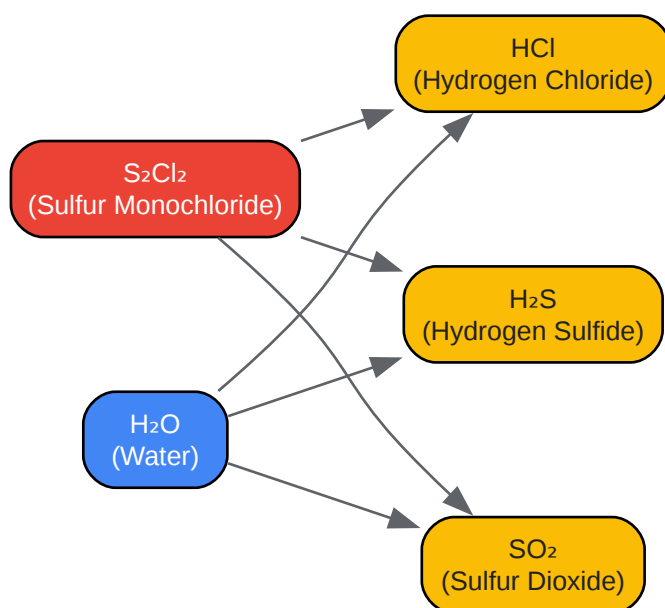 HCl
(Hydrogen Chloride)
S₂Cl₂
(Sulfur Monochloride)
H₂S
(Hydrogen Sulfide)
H₂O
(Water)
SO₂
(Sulfur Dioxide)